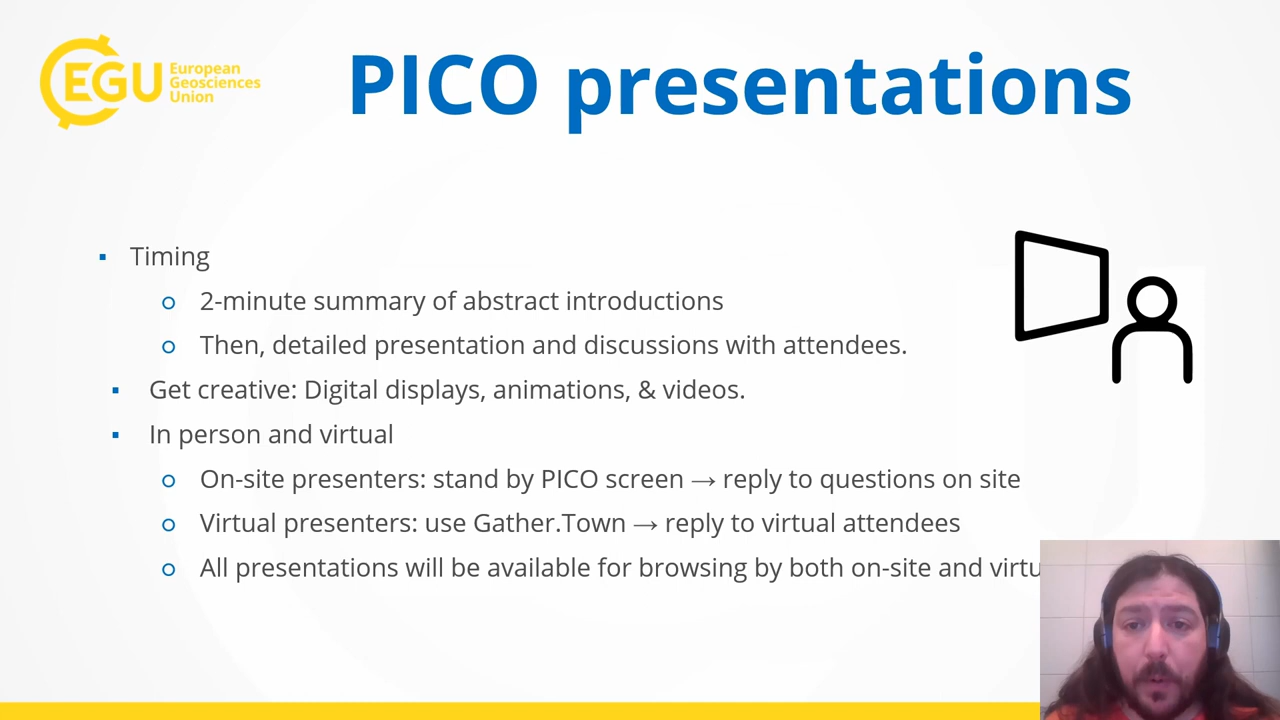 EGU
European
Geosciences
Union
PICO presentations
Timing
2-minute summary of abstract introductions
Then, detailed presentation and discussions with attendees.
Get creative: Digital displays, animations, & videos.
In person and virtual
On-site presenters: stand by PICO screen → reply to questions on site
Virtual presenters: use Gather.Town → reply to virtual attendees
All presentations will be available for browsing by both on-site and virtu